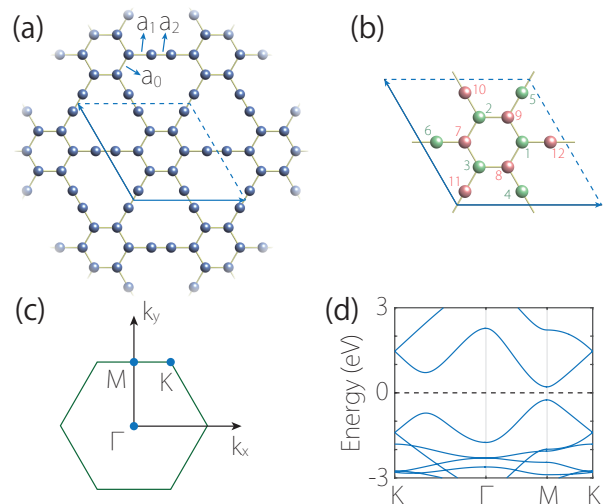 (a)
a1 a2
a0
(b)
10
5
2
9
6
7
1
12
3
8
11
4
(c)
ky
M
K
Γ
kx
(d)
Energy (eV)
3
0
-3
K Γ M K